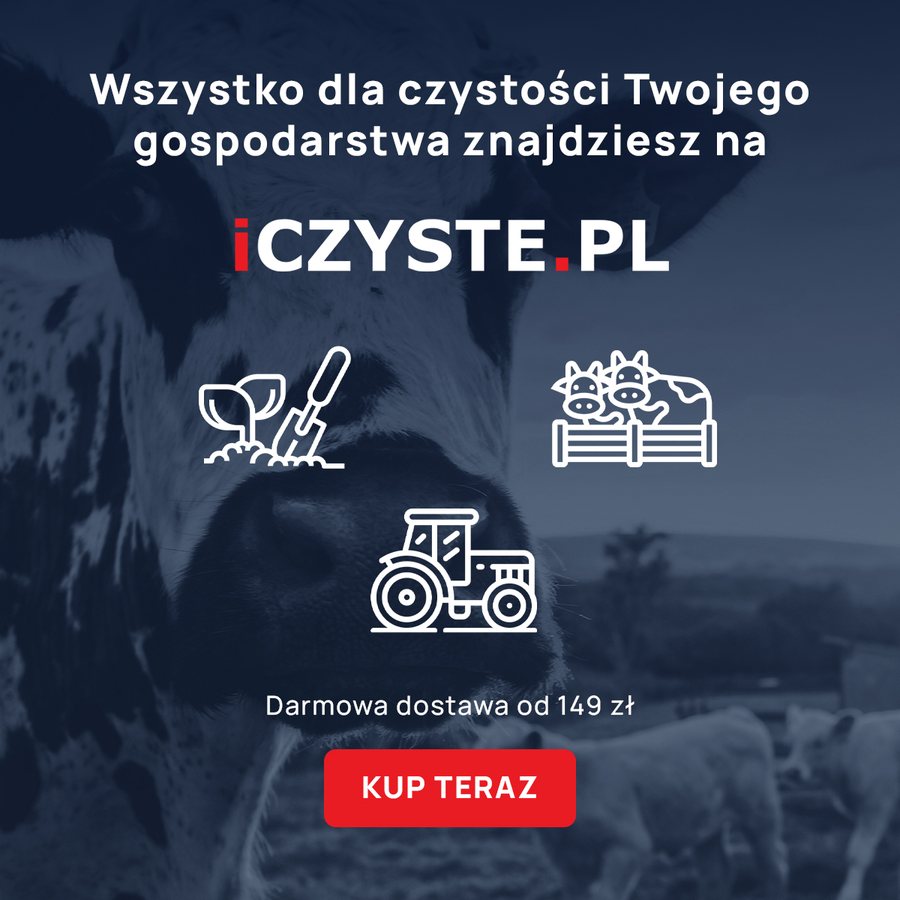 Wszystko dla czystości Twojego
gospodarstwa znajdziesz na
iCZYSTE.PL
Darmowa dostawa od 149 zł
KUP TERAZ